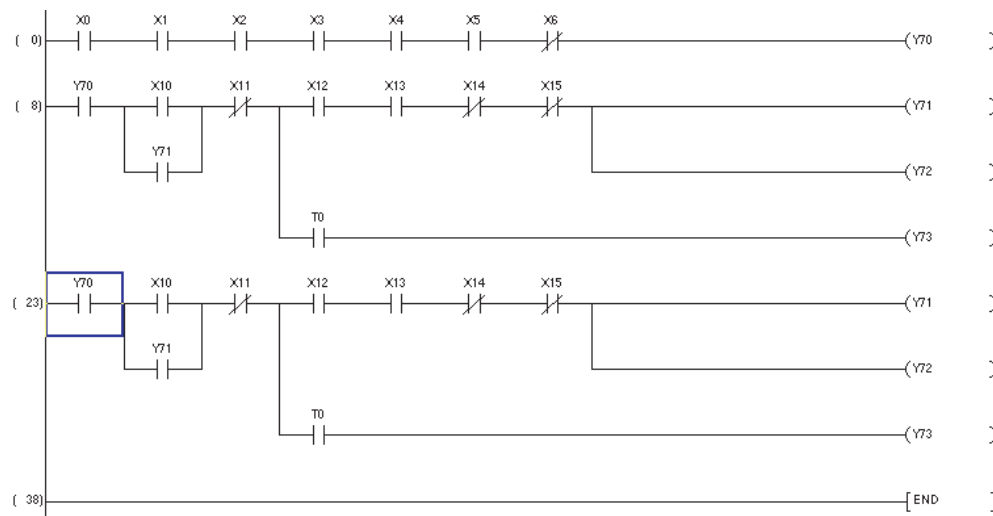 X0 X1 X2 X3 X4 X5 X6
( 0) (Y70 )
Y70 X10 X11 X12 X13 X14 X15
( 8) (Y71 )
Y71
(Y72 )
T0
(Y73 )
Y70 X10 X11 X12 X13 X14 X15
( 23) (Y71 )
Y71
(Y72 )
T0
(Y73 )
( 38) [END ]